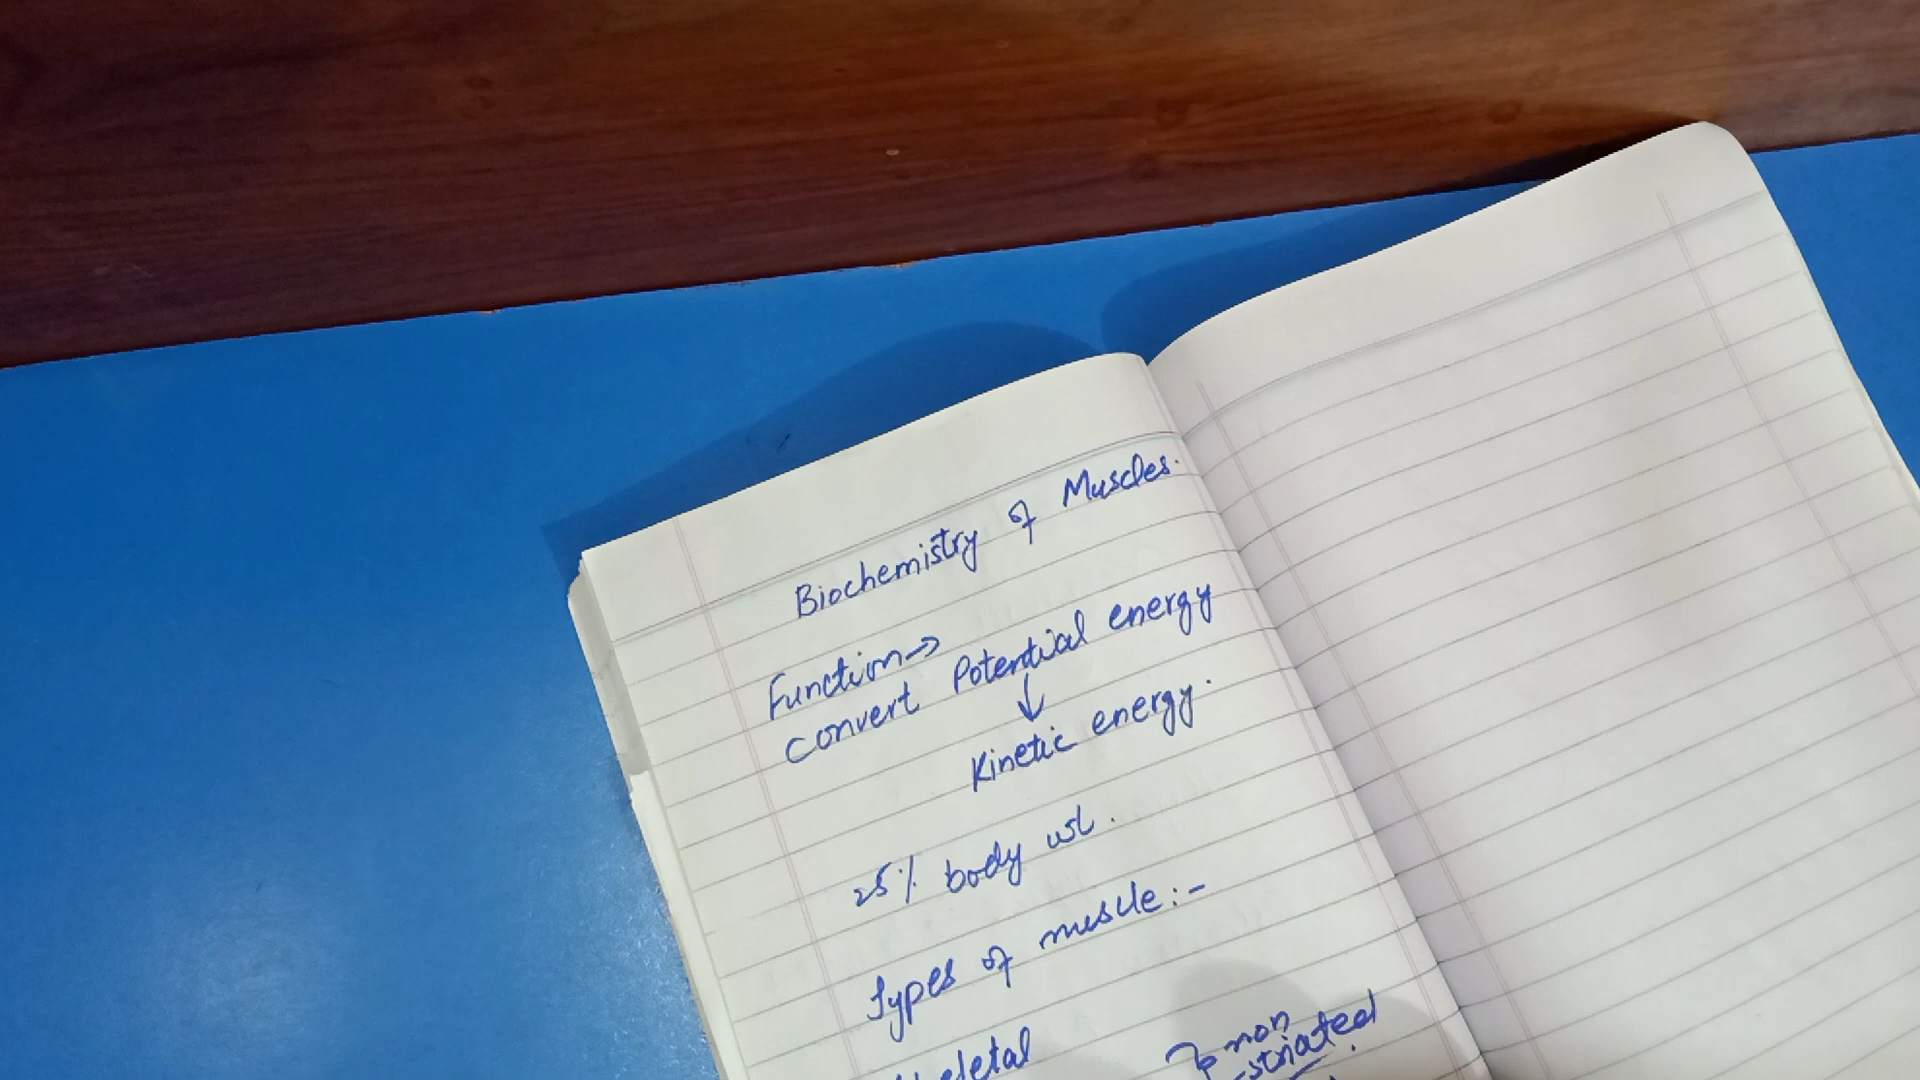 Biochemistry of Muscles.
Function→
convert Potential energy
↓
Kinetic energy.
25% body wt.
Types of muscle:-
non
-striated